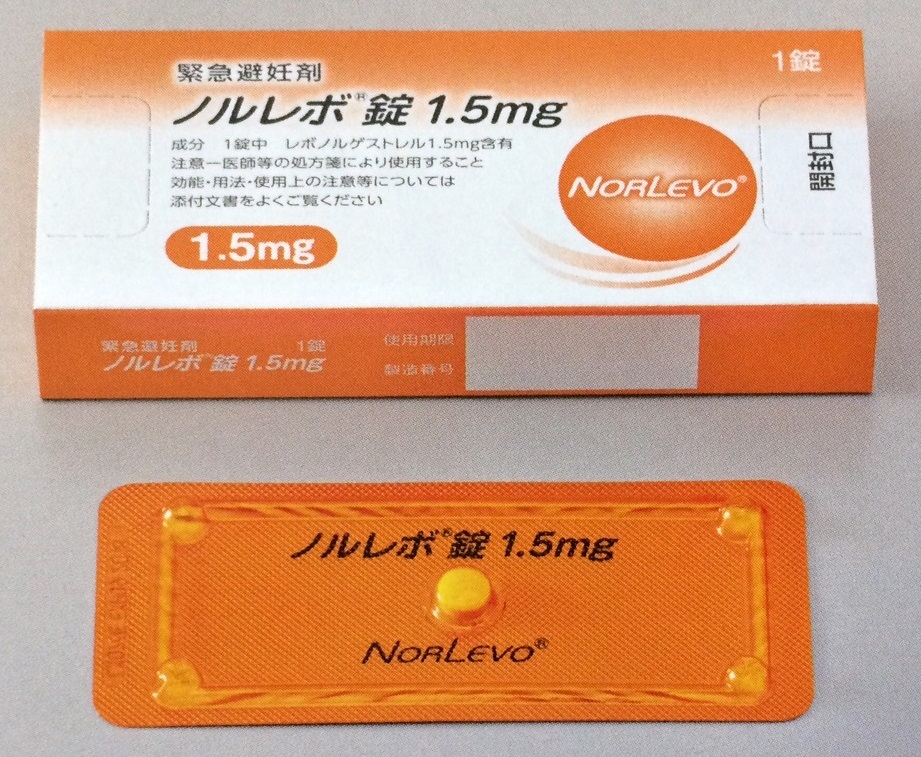 緊急避妊剤
1錠
ノルレボ®錠 1.5mg
成分 1錠中 レボノルゲストレル1.5mg含有
注意－医師等の処方箋により使用すること
効能・用法・使用上の注意等については
添付文書をよくご覧ください
1.5mg
NORLEVO®
開封口
緊急避妊剤 1錠
ノルレボ®錠 1.5mg
使用期限
製造番号
ノルレボ®錠 1.5mg
NORLEVO®